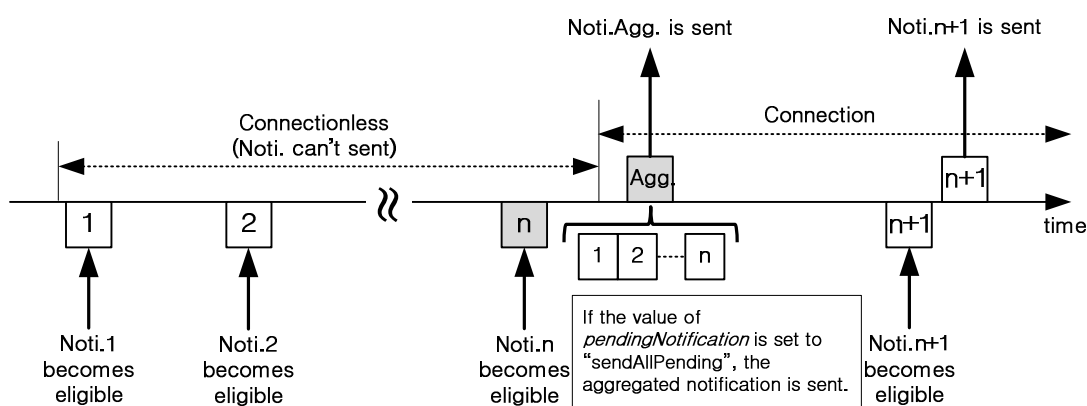 Noti.Agg. is sent
Noti.n+1 is sent
Connectionless
(Noti. can't sent)
Connection
Agg.
n+1
1
2
n
n+1
time
1 2 n
Noti.1
becomes
eligible
Noti.2
becomes
eligible
Noti.n
becomes
eligible
If the value of
pendingNotification is set to
“sendAllPending”, the
aggregated notification is sent.
Noti.n+1
becomes
eligible